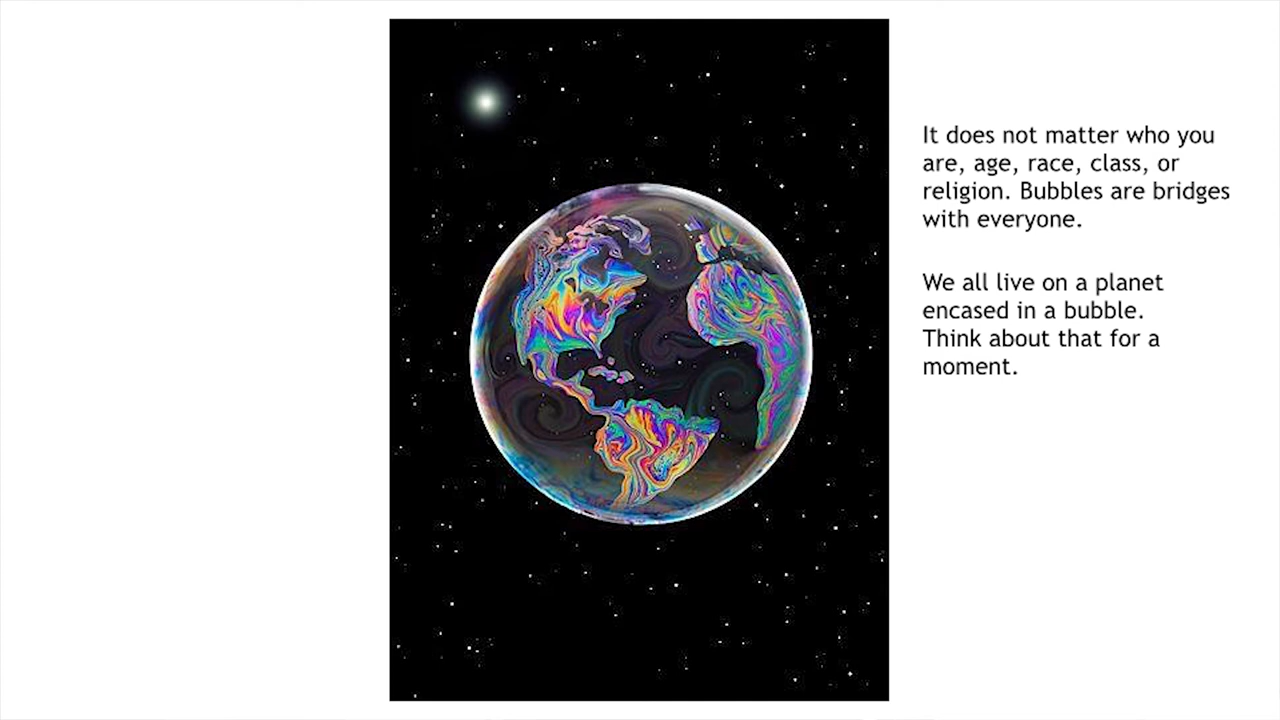 It does not matter who you
are, age, race, class, or
religion. Bubbles are bridges
with everyone.
We all live on a planet
encased in a bubble.
Think about that for a
moment.